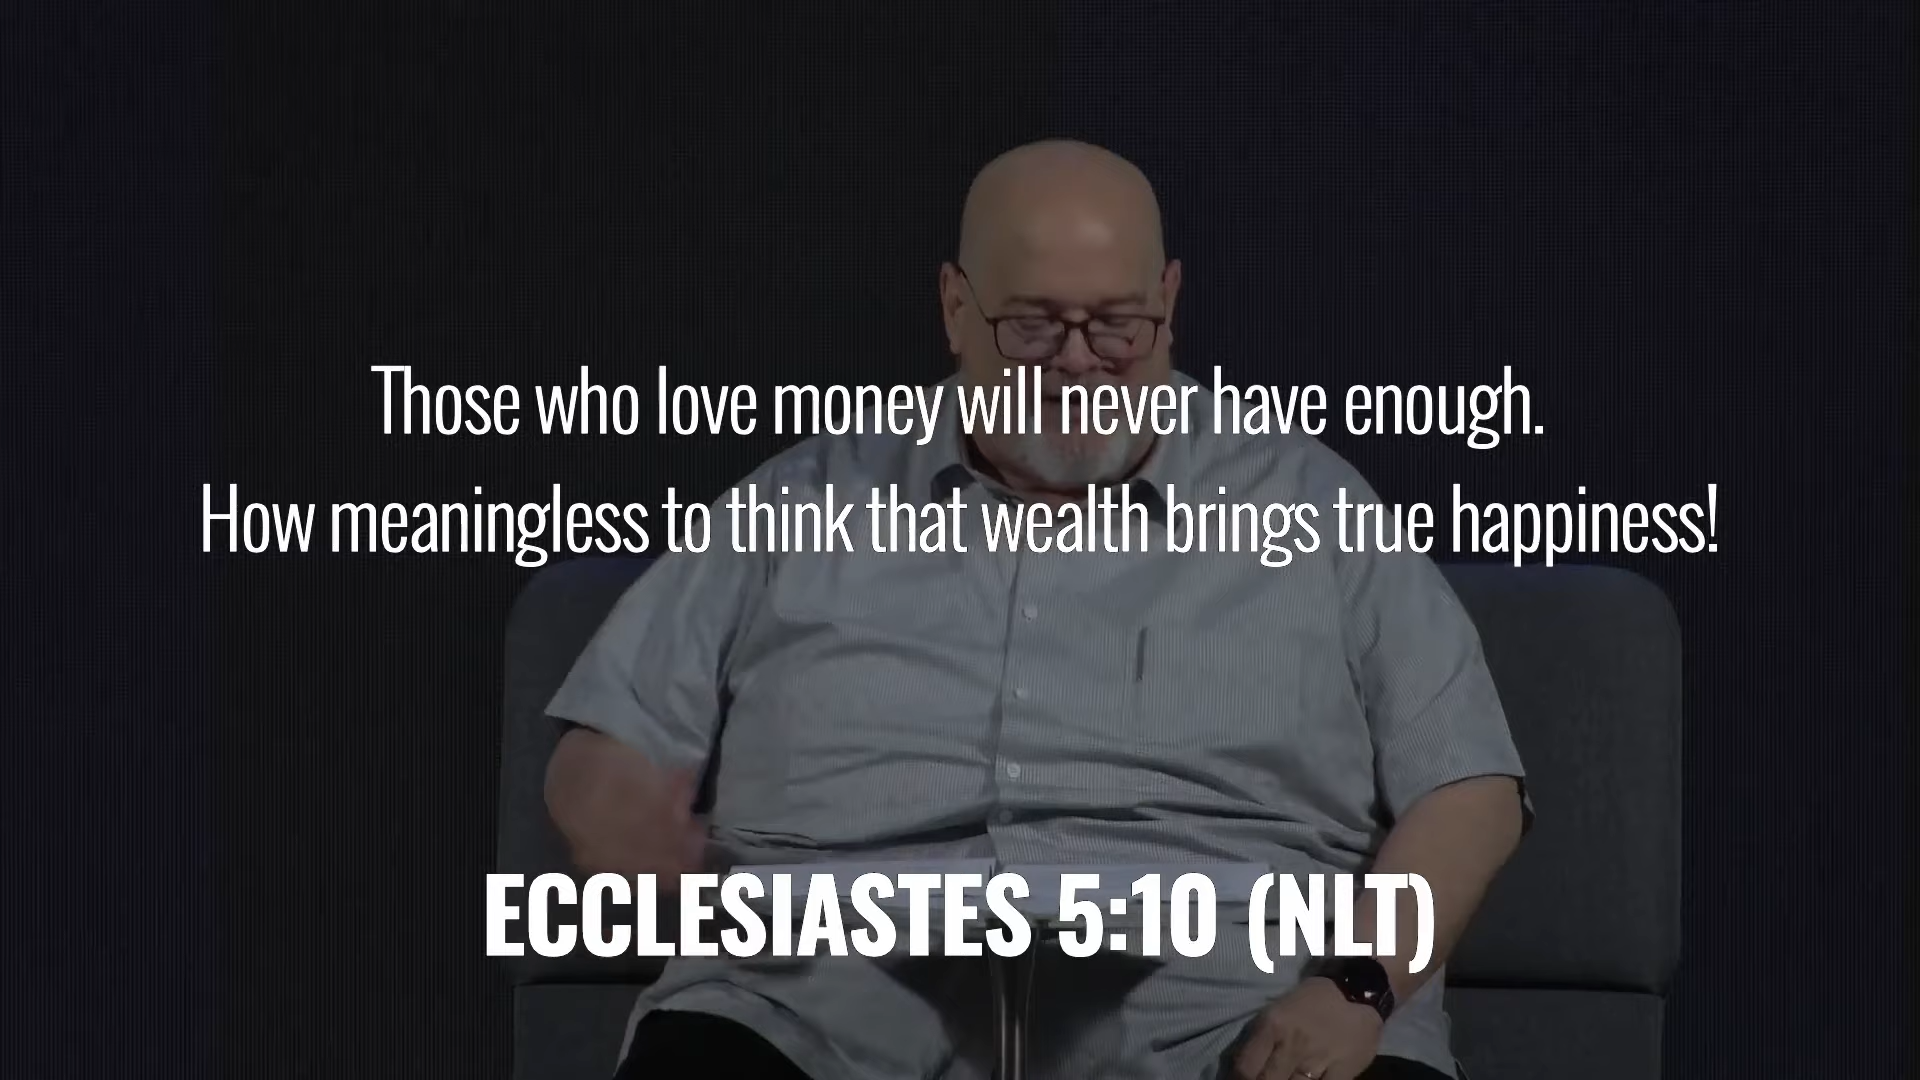 Those who love money will never have enough.
How meaningless to think that wealth brings true happiness!
ECCLESIASTES 5:10 (NLT)